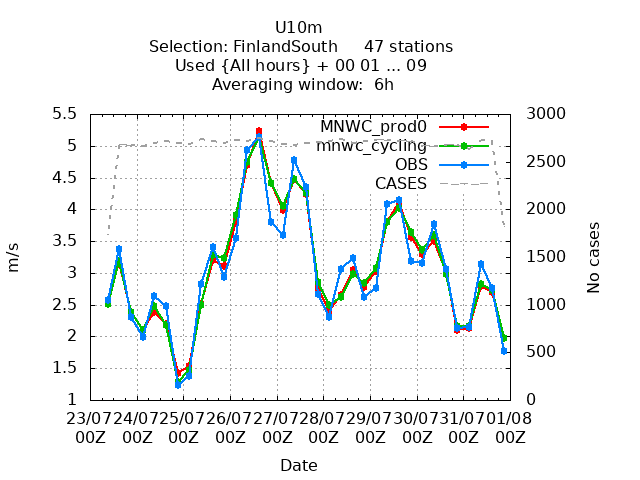 U10m
Selection: FinlandSouth 47 stations
Used {All hours} + 00 01 ... 09
Averaging window: 6h
MNWC_prod0
mnwc_cycling
OBS
CASES
5.5
5
4.5
4
3.5
3
2.5
2
1.5
1
m/s
3000
2500
2000
1500
1000
500
0
No cases
23/07 24/07 25/07 26/07 27/07 28/07 29/07 30/07 31/07 01/08
00Z 00Z 00Z 00Z 00Z 00Z 00Z 00Z 00Z 00Z
Date